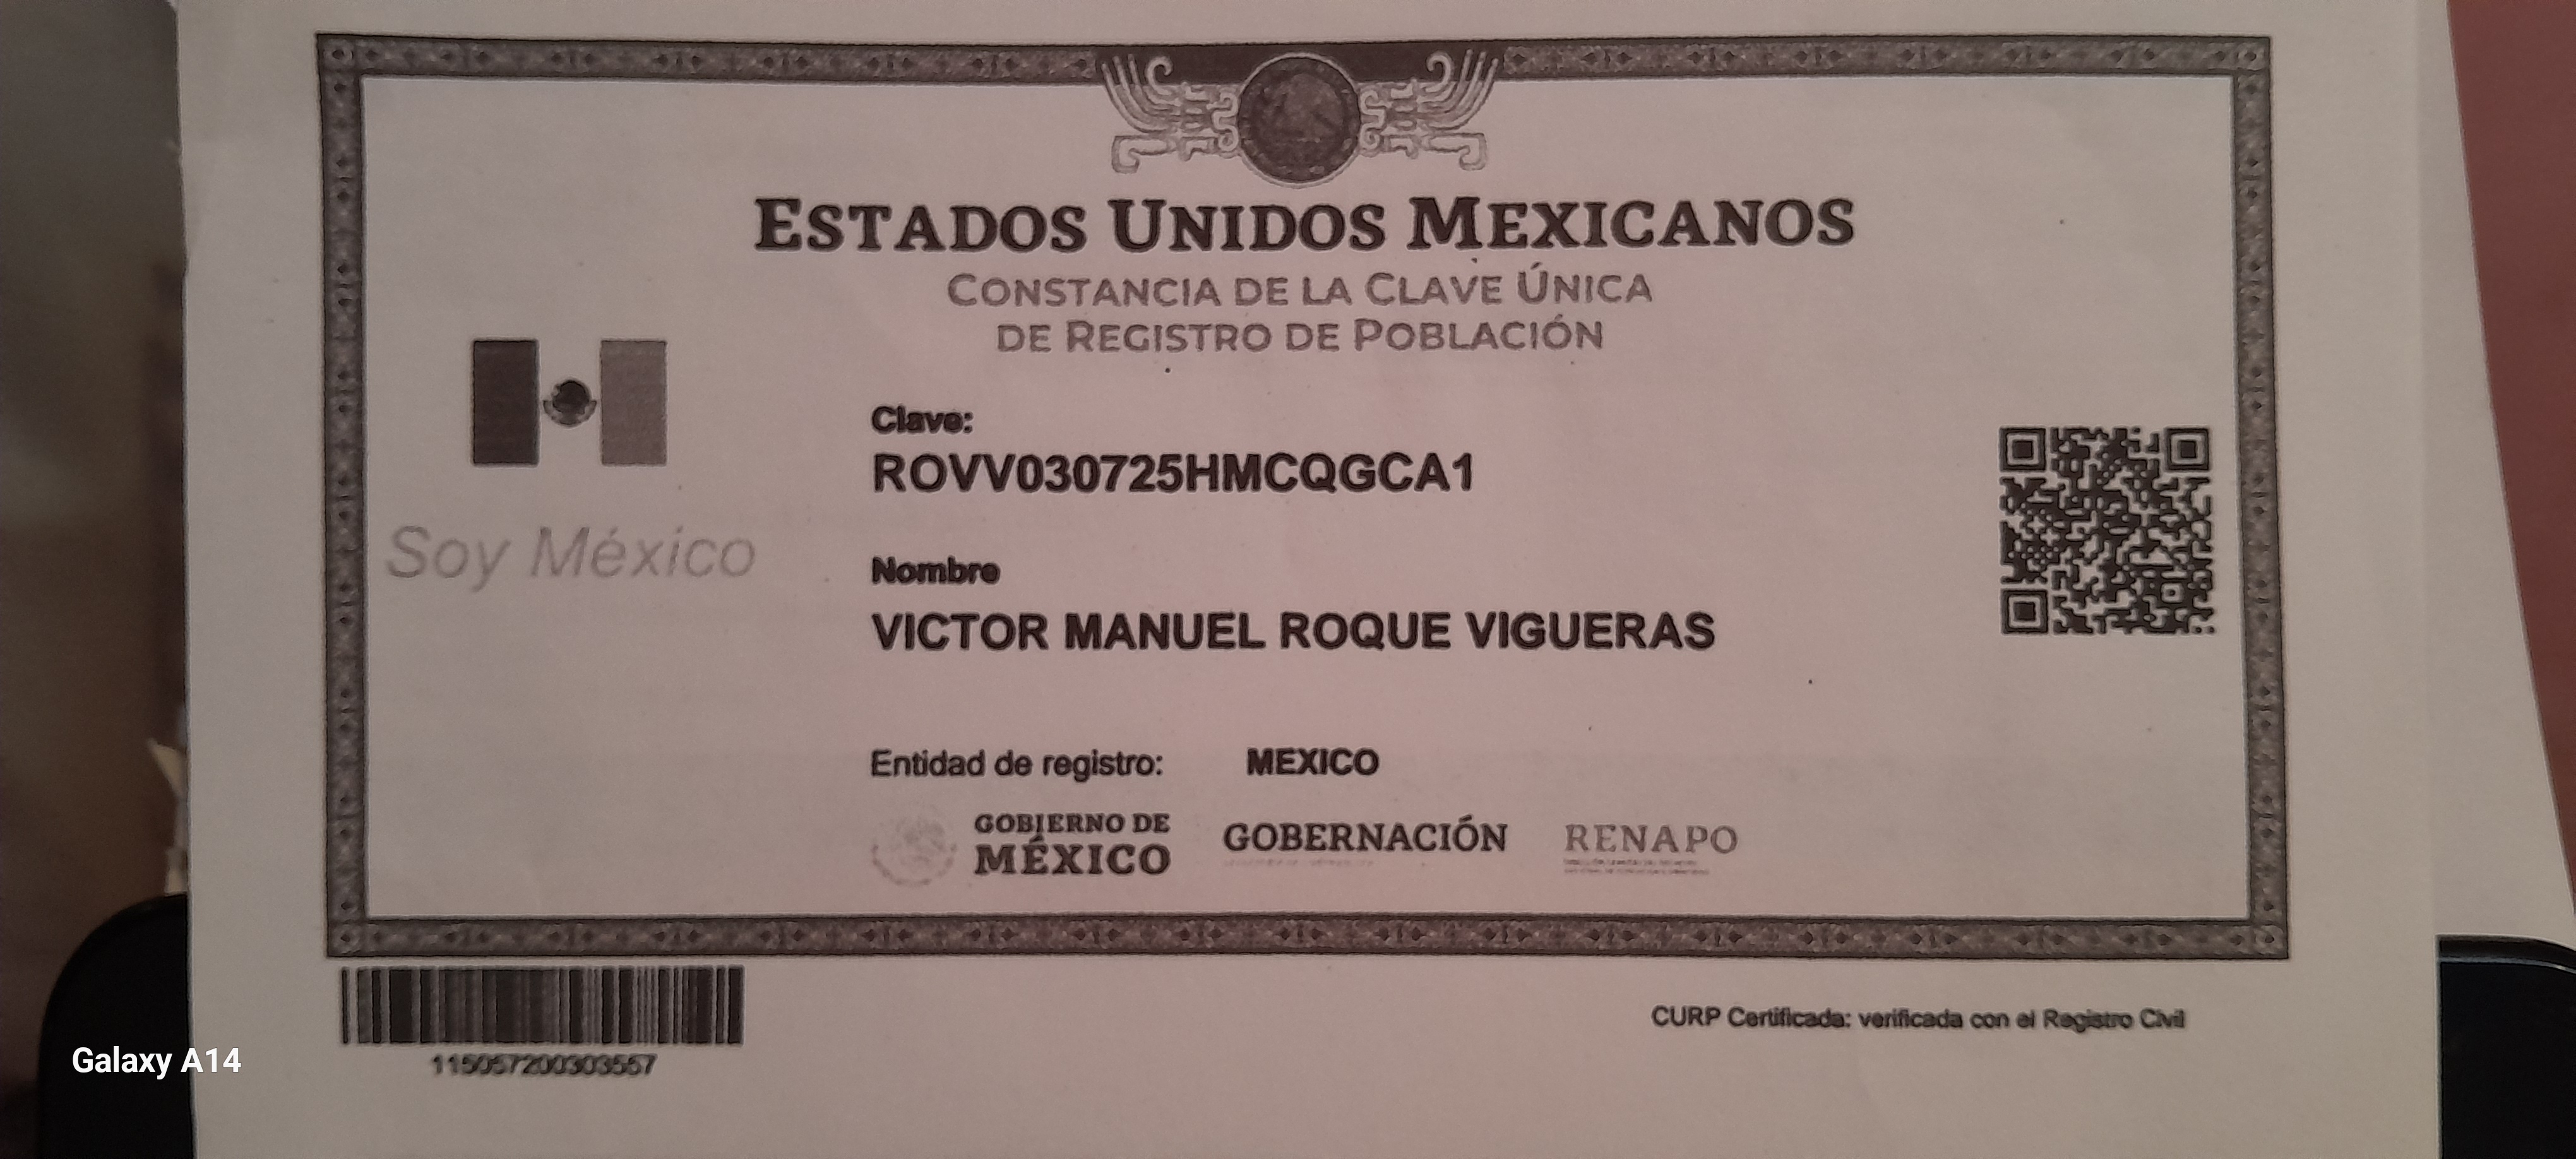 ESTADOS UNIDOS MEXICANOS
CONSTANCIA DE LA CLAVE ÚNICA
DE REGISTRO DE POBLACIÓN
Clave:
ROVV030725HMCQGCA1
Soy México
Nombre
VICTOR MANUEL ROQUE VIGUERAS
Entidad de registro: MEXICO
GOBIERNO DE
MÉXICO
GOBERNACIÓN
RENAPO
CURP Certificada: verificada con el Registro Civil
115057200303557
Galaxy A14